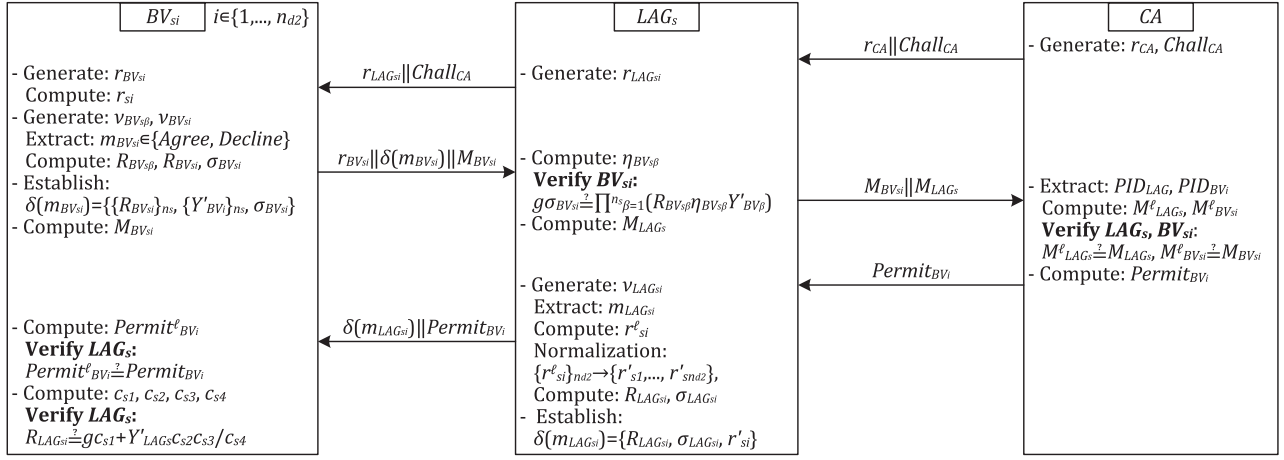 BVsi i∈{1,..., nd2}
- Generate: rBVsi
Compute: rsi
- Generate: νBVsβ, νBVsi
Extract: mBVsi∈{Agree, Decline}
Compute: RBVsβ, RBVsi, σBVsi
- Establish:
δ(mBVsi)={{RBVsi}ns, {Y'BVi}ns, σBVsi}
- Compute: MBVsi
- Compute: PermitℓBVi
Verify LAGs:
PermitℓBVi≟PermitBVi
- Compute: cs1, cs2, cs3, cs4
Verify LAGs:
RLAGsi≟gcs1+Y'LAGscs2cs3/cs4
rLAGsi||ChallCA
rBVsi||δ(mBVsi)||MBVsi
δ(mLAGsi)||PermitBVi
LAGs
- Generate: rLAGsi
- Compute: ηBVsβ
Verify BVsi:
gσBVsi≟∏nsβ=1(RBVsβηBVsβY'BVβ)
- Compute: MLAGs
- Generate: νLAGsi
Extract: mLAGsi
Compute: rℓsi
Normalization:
{rℓsi}nd2→{r's1,..., r'snd2},
Compute: RLAGsi, σLAGsi
- Establish:
δ(mLAGsi)={RLAGsi, σLAGsi, r'si}
rCA||ChallCA
MBVsi||MLAGs
PermitBVi
CA
- Generate: rCA, ChallCA
- Extract: PIDLAG, PIDBVi
Compute: MℓLAGs, MℓBVsi
Verify LAGs, BVsi:
MℓLAGs≟MLAGs, MℓBVsi≟MBVsi
- Compute: PermitBVi